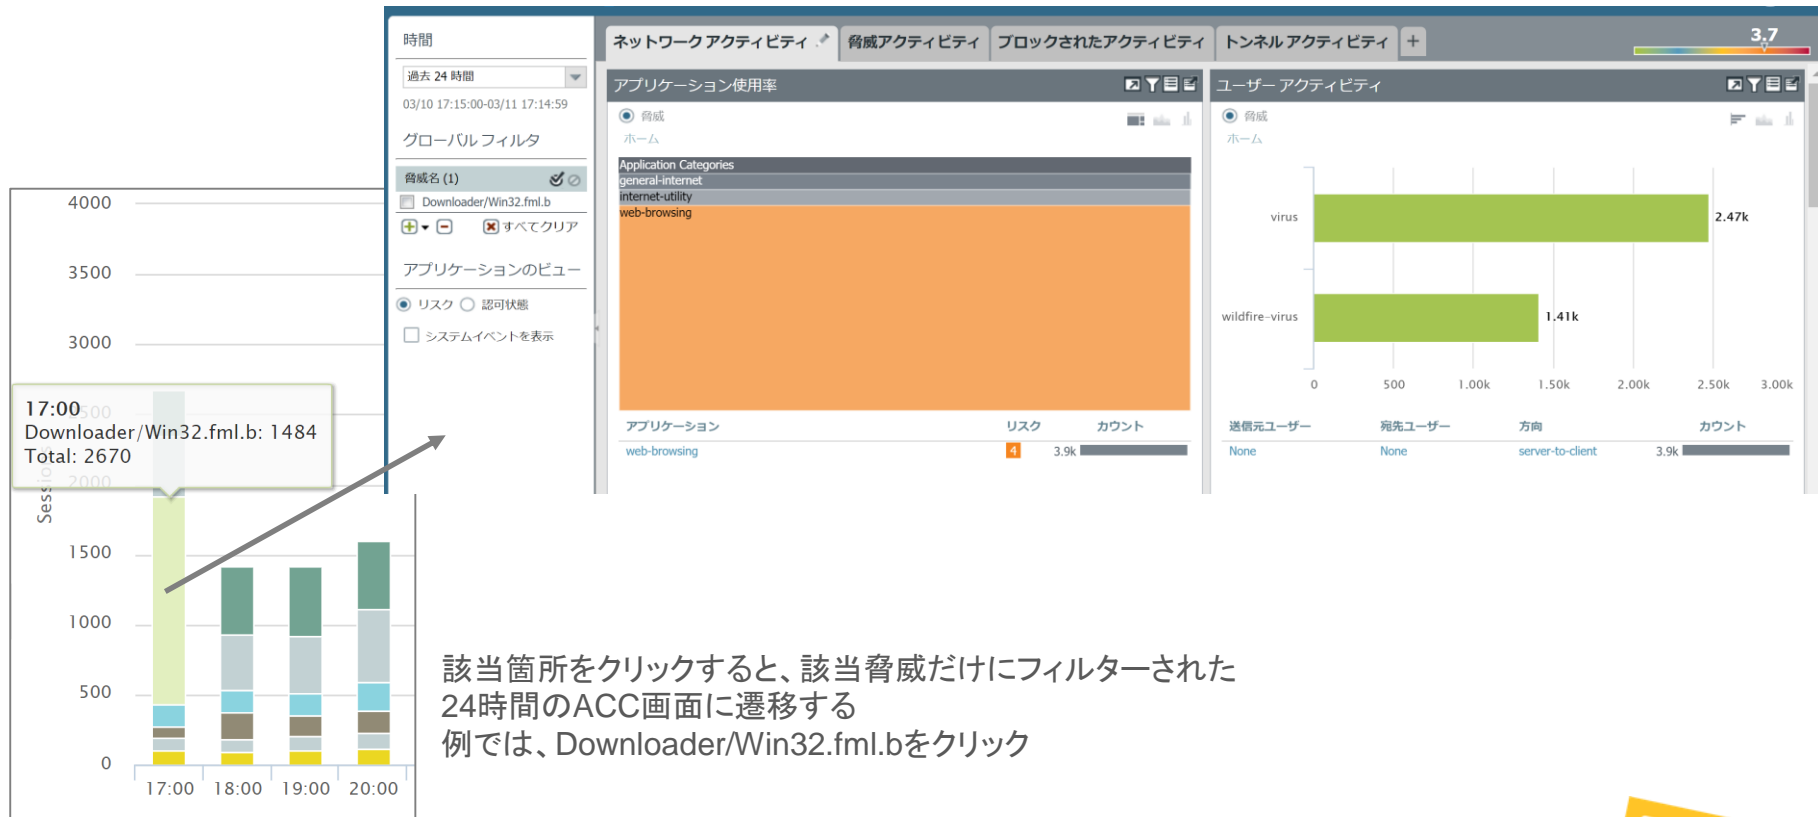 時間
過去 24 時間
03/10 17:15:00-03/11 17:14:59
グローバル フィルタ
脅威名 (1)
Downloader/Win32.fml.b
すべてクリア
アプリケーションのビュー
リスク 認可状態
システムイベントを表示
ネットワーク アクティビティ 脅威アクティビティ ブロックされたアクティビティ トンネル アクティビティ +
3.7
アプリケーション使用率
脅威
ホーム
Application Categories
general-internet
internet-utility
web-browsing
アプリケーション リスク カウント
web-browsing 4 3.9k
ユーザー アクティビティ
脅威
ホーム
virus 2.47k
wildfire-virus 1.41k
0 500 1.00k 1.50k 2.00k 2.50k 3.00k
送信元ユーザー 宛先ユーザー 方向 カウント
None None server-to-client 3.9k
4000
3500
3000
2500
2000
1500
1000
500
0
17:00
Downloader/Win32.fml.b: 1484
Total: 2670
17:00 18:00 19:00 20:00
該当箇所をクリックすると、該当脅威だけにフィルターされた
24時間のACC画面に遷移する
例では、Downloader/Win32.fml.bをクリック